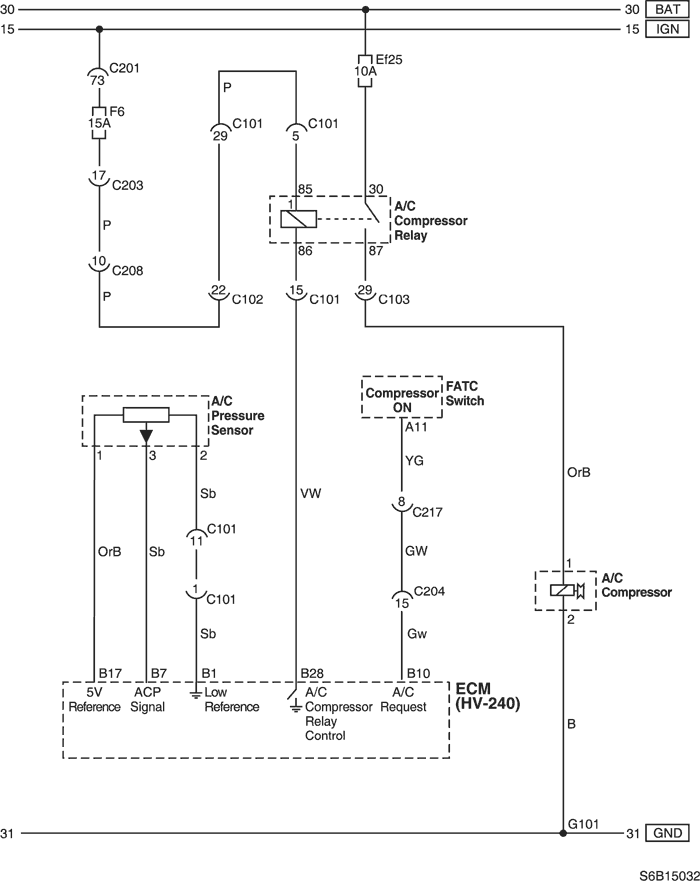 30
30 BAT
15
15 IGN
C201
73
Ef25
10A
P
F6
15A
C101
29
C101
5
17
C203
85
30
1
A/C
Compressor
Relay
P
86
87
10
C208
P
22
C102
15
C101
29
C103
A/C
Pressure
Sensor
Compressor
ON
FATC
Switch
A11
1
3
2
YG
OrB
Sb
VW
8
C217
C101
11
OrB
Sb
GW
1
1
C101
C204
15
A/C
Compressor
2
Sb
Gw
B17
B7
B1
B28
B10
5V
Reference
ACP
Signal
Low
Reference
A/C
Compressor
Relay
Control
A/C
Request
ECM
(HV-240)
B
G101
31
31 GND
S6B15032